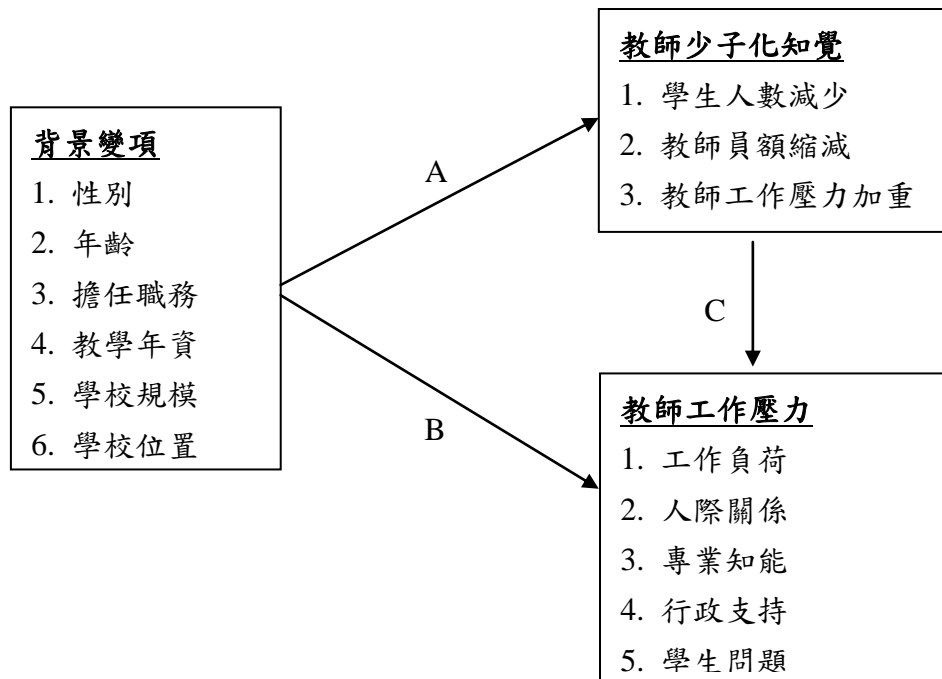 教師少子化知覺
1. 學生人數減少
2. 教師員額縮減
3. 教師工作壓力加重
背景變項
1. 性別
2. 年齡
3. 擔任職務
4. 教學年資
5. 學校規模
6. 學校位置
A
B
C
教師工作壓力
1. 工作負荷
2. 人際關係
3. 專業知能
4. 行政支持
5. 學生問題